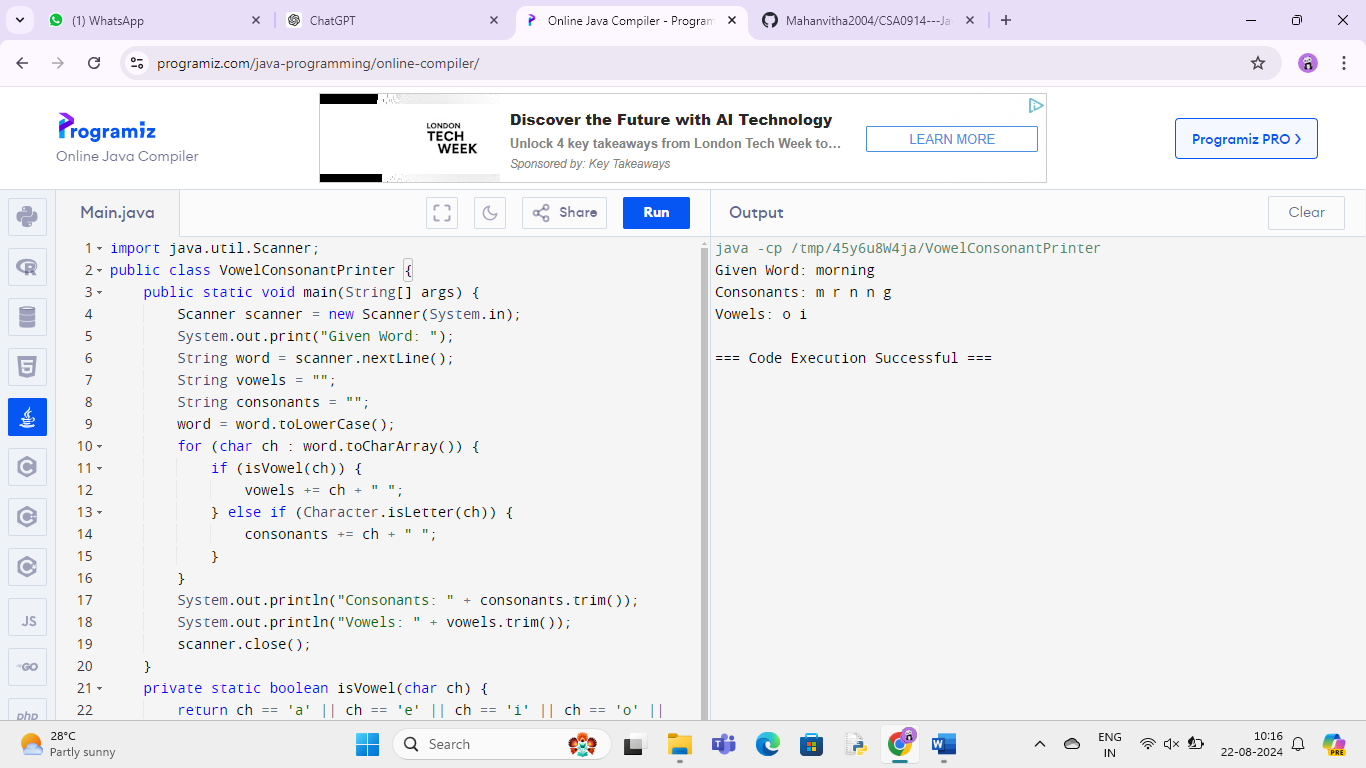 (1) WhatsApp
ChatGPT
Online Java Compiler - Program
Mahanvitha2004/CSA0914---Ja
programiz.com/java-programming/online-compiler/
Programiz
Online Java Compiler
LONDON
TECH
WEEK
Discover the Future with AI Technology
Unlock 4 key takeaways from London Tech Week to...
Sponsored by: Key Takeaways
LEARN MORE
Programiz PRO
Main.java
Share
Run
Output
Clear
1 import java.util.Scanner;
2 public class VowelConsonantPrinter {
3 public static void main(String[] args) {
4 Scanner scanner = new Scanner(System.in);
5 System.out.print("Given Word: ");
6 String word = scanner.nextLine();
7 String vowels = "";
8 String consonants = "";
9 word = word.toLowerCase();
10 for (char ch : word.toCharArray()) {
11 if (isVowel(ch)) {
12 vowels += ch + " ";
13 } else if (Character.isLetter(ch)) {
14 consonants += ch + " ";
15 }
16 }
17 System.out.println("Consonants: " + consonants.trim());
18 System.out.println("Vowels: " + vowels.trim());
19 scanner.close();
20 }
21 private static boolean isVowel(char ch) {
22 return ch == 'a' || ch == 'e' || ch == 'i' || ch == 'o' ||
java -cp /tmp/45y6u8W4ja/VowelConsonantPrinter
Given Word: morning
Consonants: m r n n g
Vowels: o i
=== Code Execution Successful ===
JS
GO
php
28°C
Partly sunny
Search
ENG
IN
10:16
22-08-2024
PRE